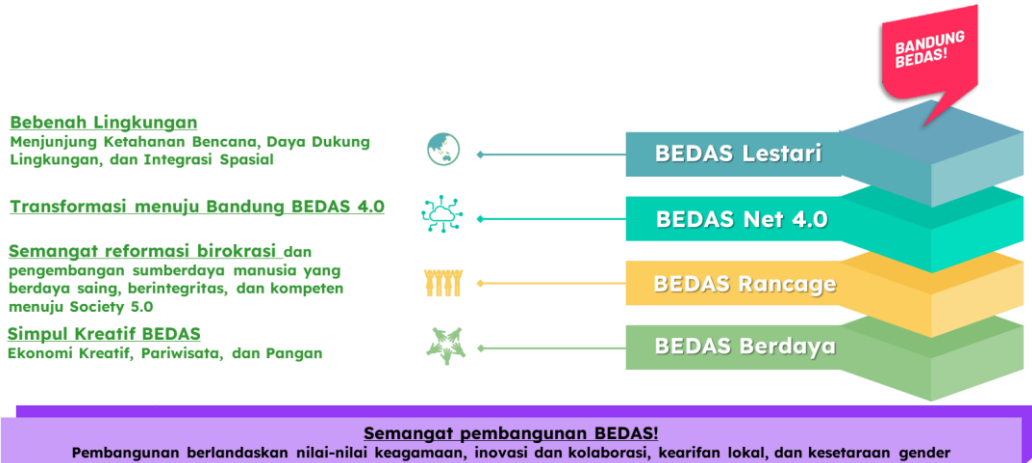 BANDUNG
BEDAS!
Bebenah Lingkungan
Menjunjung Ketahanan Bencana, Daya Dukung
Lingkungan, dan Integrasi Spasial
BEDAS Lestari
Transformasi menuju Bandung BEDAS 4.0
BEDAS Net 4.0
Semangat reformasi birokrasi dan
pengembangan sumberdaya manusia yang
berdaya saing, berintegritas, dan kompeten
menuju Society 5.0
BEDAS Rancage
Simpul Kreatif BEDAS
Ekonomi Kreatif, Pariwisata, dan Pangan
BEDAS Berdaya
Semangat pembangunan BEDAS!
Pembangunan berlandaskan nilai-nilai keagamaan, inovasi dan kolaborasi, kearifan lokal, dan kesetaraan gender